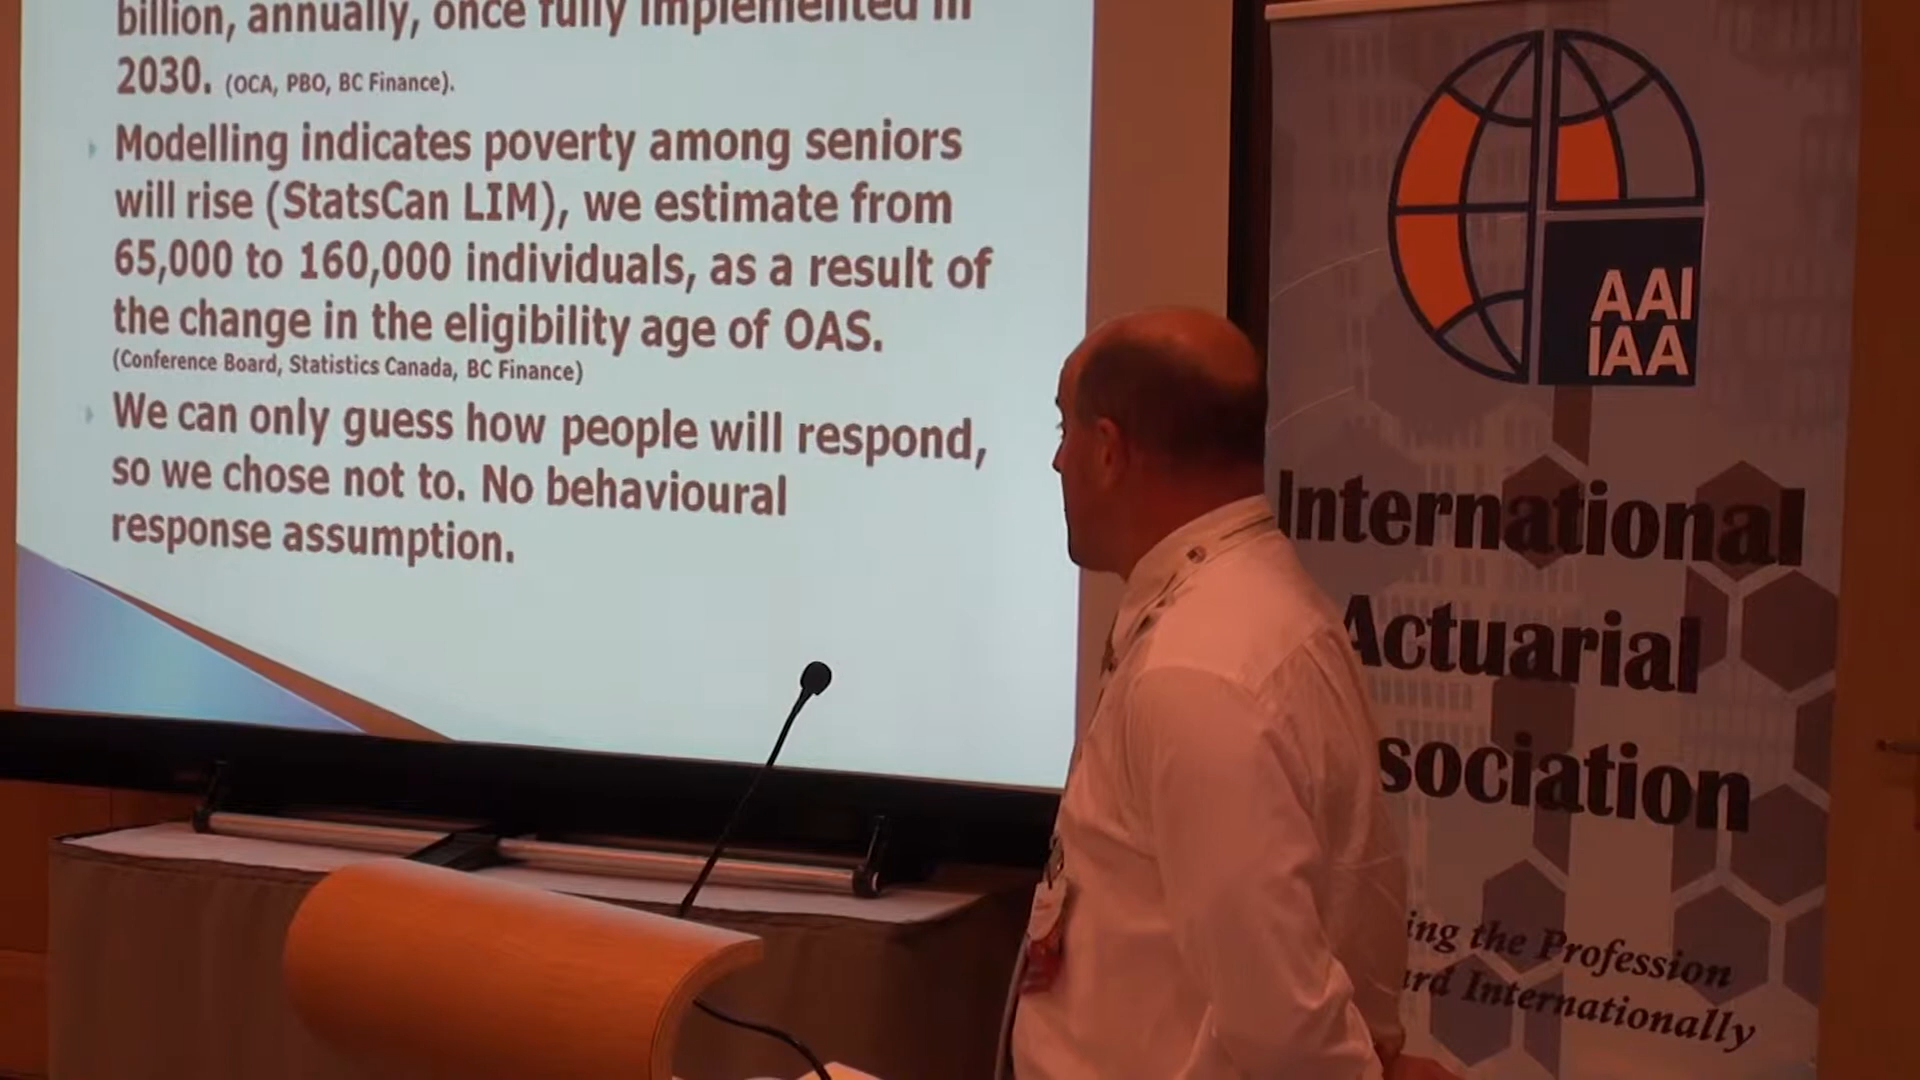 billion, annually, once fully implemented in
2030. (OCA, PBO, BC Finance).
Modelling indicates poverty among seniors
will rise (StatsCan LIM), we estimate from
65,000 to 160,000 individuals, as a result of
the change in the eligibility age of OAS.
(Conference Board, Statistics Canada, BC Finance)
We can only guess how people will respond,
so we chose not to. No behavioural
response assumption.
AAI
IAA
International
Actuarial
sociation
ing the Profession
ard Internationally